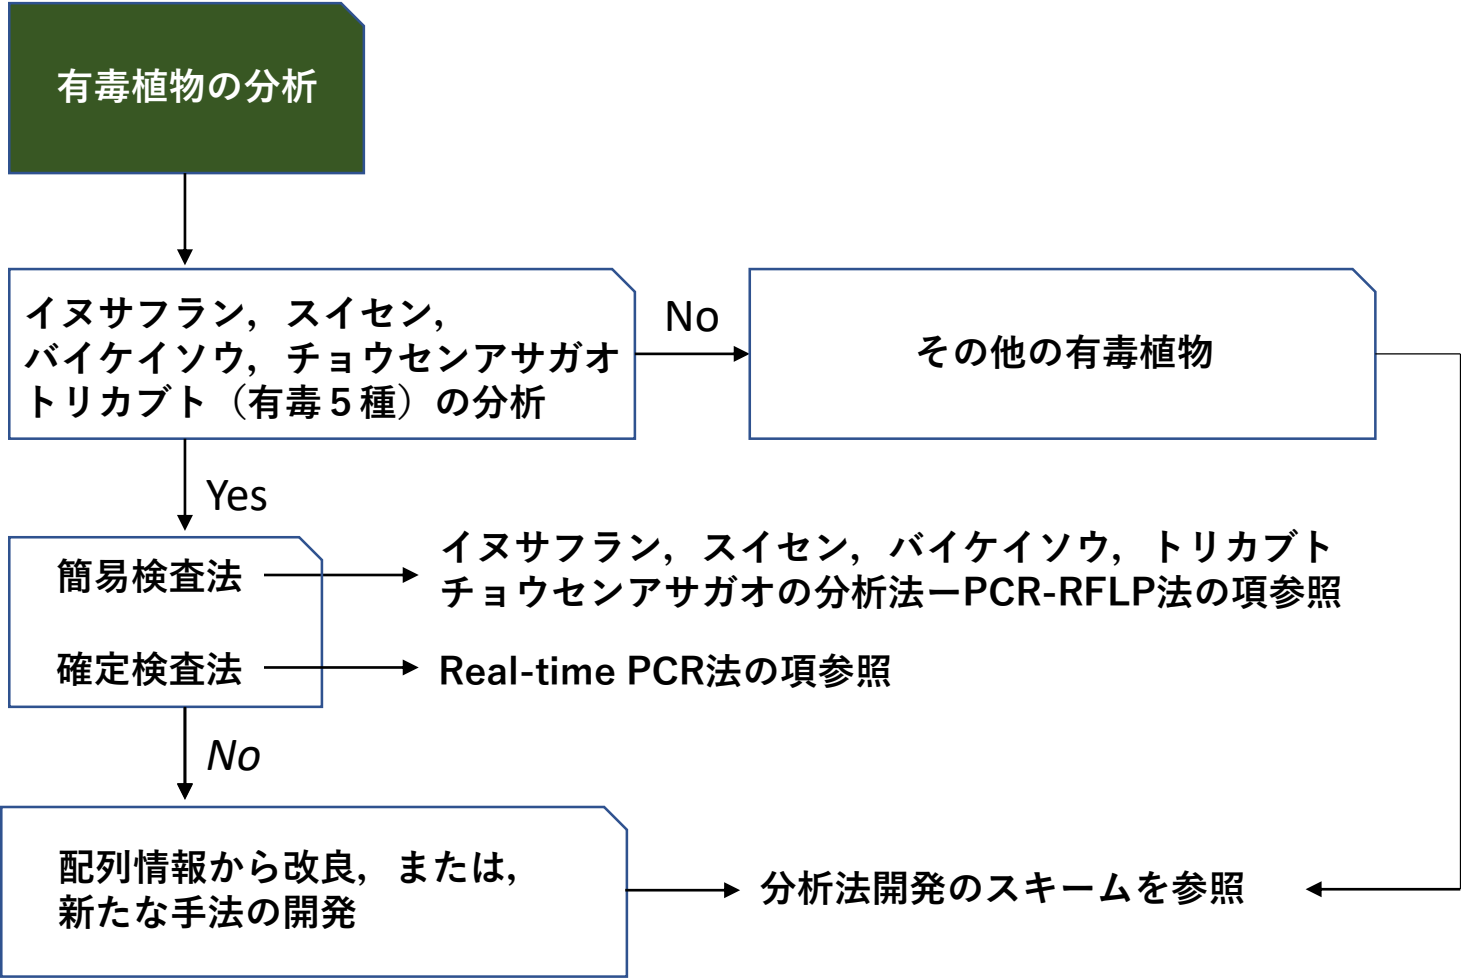 有毒植物の分析
イヌサフラン，スイセン，
バイケイソウ，チョウセンアサガオ
トリカブト（有毒５種）の分析
No
その他の有毒植物
Yes
簡易検査法
イヌサフラン，スイセン，バイケイソウ，トリカブト
チョウセンアサガオの分析法ーPCR-RFLP法の項参照
確定検査法
Real-time PCR法の項参照
No
配列情報から改良，または，
新たな手法の開発
分析法開発のスキームを参照